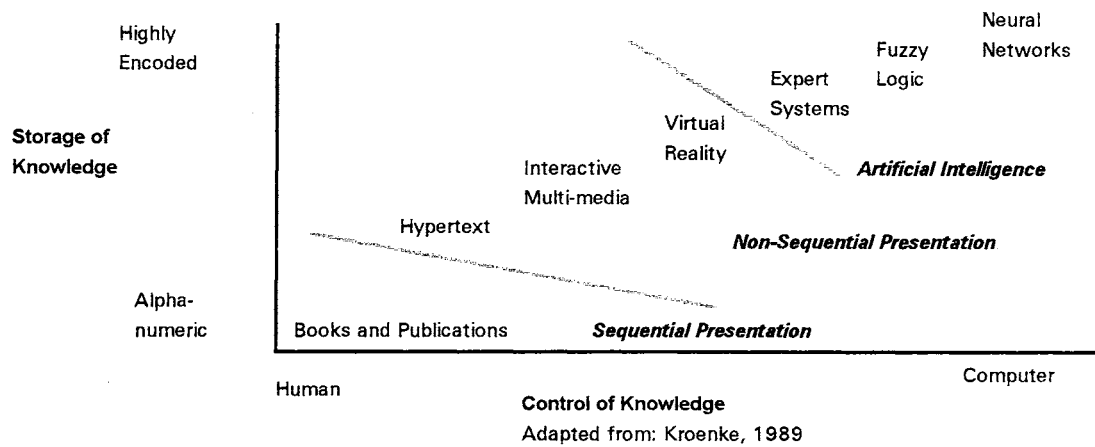 Highly
Encoded
Neural
Networks
Fuzzy
Logic
Expert
Systems
Storage of
Knowledge
Virtual
Reality
Artificial Intelligence
Interactive
Multi-media
Hypertext
Non-Sequential Presentation
Alpha-
numeric
Books and Publications
Sequential Presentation
Human
Computer
Control of Knowledge
Adapted from: Kroenke, 1989